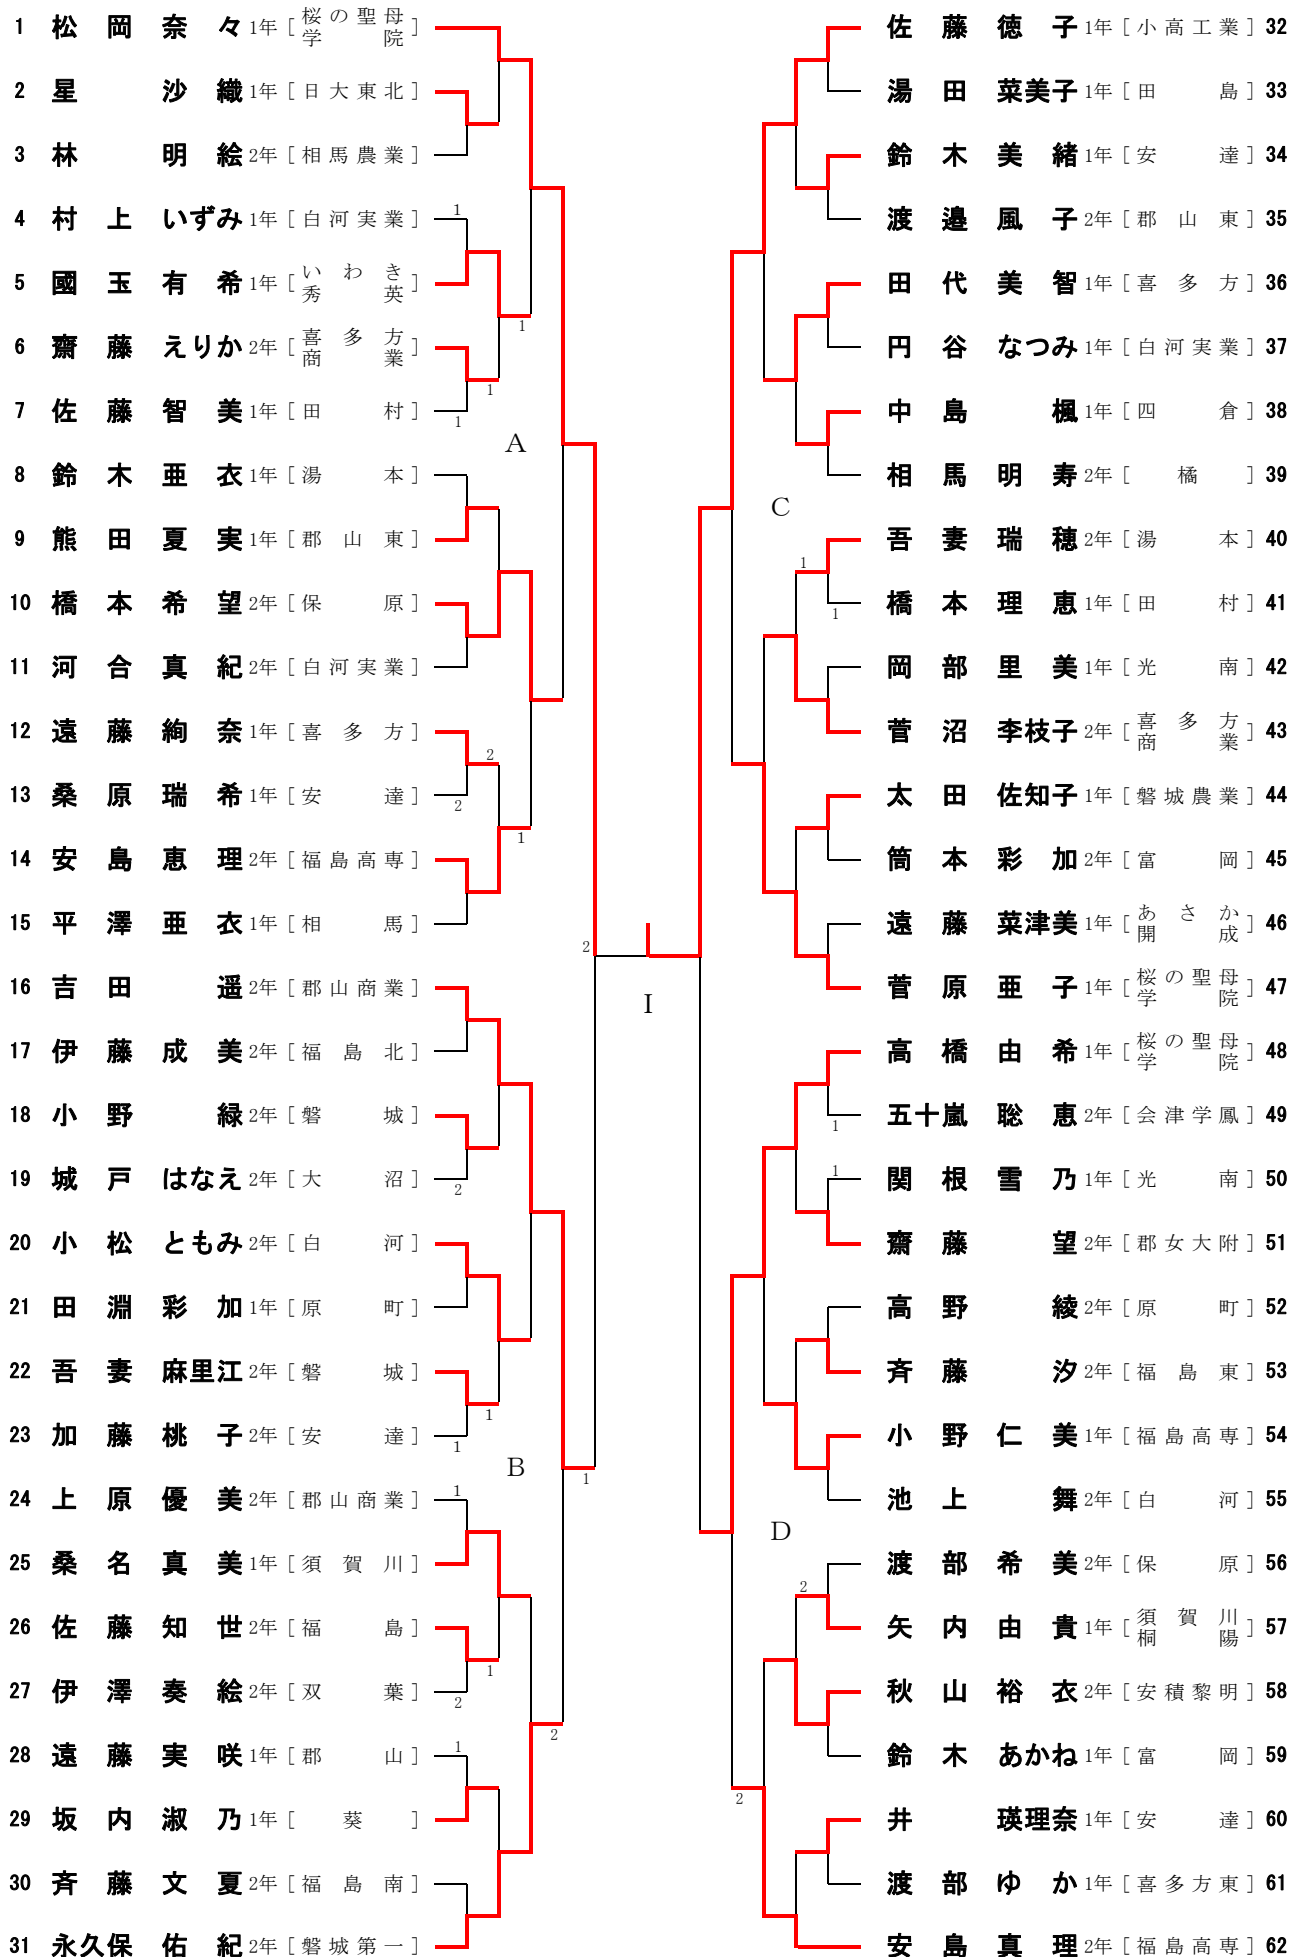 1 松岡奈々 1年 [桜の聖母学院]
2 星沙織 1年 [日大東北]
3 林明絵 2年 [相馬農業]
4 村上いずみ 1年 [白河実業] 1
5 國玉有希 1年 [いわき秀英]
1
6 齋藤えりか 2年 [喜多方商業]
1
7 佐藤智美 1年 [田村] 1
A
8 鈴木亜衣 1年 [湯本]
9 熊田夏実 1年 [郡山東]
10 橋本希望 2年 [保原]
11 河合真紀 2年 [白河実業]
12 遠藤絢奈 1年 [喜多方]
2
13 桑原瑞希 1年 [安達] 2
1
14 安島恵理 2年 [福島高専]
15 平澤亜衣 1年 [相馬]
2
16 吉田遥 2年 [郡山商業]
17 伊藤成美 2年 [福島北]
18 小野緑 2年 [磐城]
19 城戸はなえ 2年 [大沼] 2
20 小松ともみ 2年 [白河]
21 田淵彩加 1年 [原町]
22 吾妻麻里江 2年 [磐城]
1
23 加藤桃子 2年 [安達] 1
B
1
24 上原優美 2年 [郡山商業] 1
25 桑名真美 1年 [須賀川]
26 佐藤知世 2年 [福島]
1
27 伊澤奏絵 2年 [双葉] 2
2
28 遠藤実咲 1年 [郡山] 1
29 坂内淑乃 1年 [葵]
30 斉藤文夏 2年 [福島南]
31 永久保佑紀 2年 [磐城第一]
I
佐藤徳子 1年 [小高工業] 32
湯田菜美子 1年 [田島] 33
鈴木美緒 1年 [安達] 34
渡邉風子 2年 [郡山東] 35
田代美智 1年 [喜多方] 36
円谷なつみ 1年 [白河実業] 37
中島楓 1年 [四倉] 38
相馬明寿 2年 [橘] 39
C
吾妻瑞穂 2年 [湯本] 40
1
1 橋本理恵 1年 [田村] 41
岡部里美 1年 [光南] 42
菅沼李枝子 2年 [喜多方商業] 43
太田佐知子 1年 [磐城農業] 44
筒本彩加 2年 [富岡] 45
遠藤菜津美 1年 [あさか開成] 46
菅原亜子 1年 [桜の聖母学院] 47
高橋由希 1年 [桜の聖母学院] 48
1 五十嵐聡恵 2年 [会津学鳳] 49
1 関根雪乃 1年 [光南] 50
齋藤望 2年 [郡女大附] 51
高野綾 2年 [原町] 52
斉藤汐 2年 [福島東] 53
小野仁美 1年 [福島高専] 54
池上舞 2年 [白河] 55
D
渡部希美 2年 [保原] 56
2
矢内由貴 1年 [須賀川桐陽] 57
秋山裕衣 2年 [安積黎明] 58
鈴木あかね 1年 [富岡] 59
2
井瑛理奈 1年 [安達] 60
渡部ゆか 1年 [喜多方東] 61
安島真理 2年 [福島高専] 62